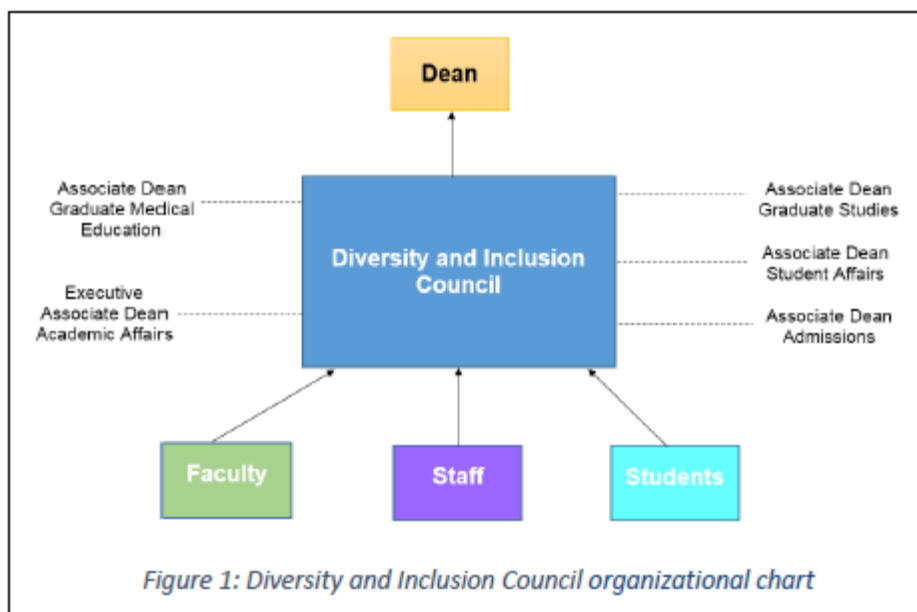 Dean
Associate Dean
Graduate Medical
Education
Executive
Associate Dean
Academic Affairs
Diversity and Inclusion
Council
Associate Dean
Graduate Studies
Associate Dean
Student Affairs
Associate Dean
Admissions
Faculty
Staff
Students
Figure 1: Diversity and Inclusion Council organizational chart